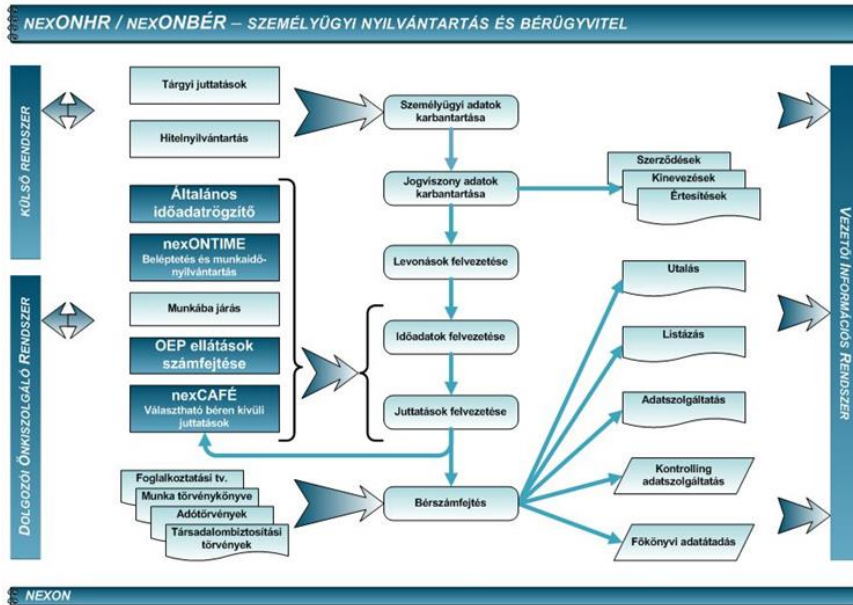 NEXONHR / NEXONBÉR – SZEMÉLYÜGYI NYILVÁNTARTÁS ÉS BÉRÜGYVITEL
KÜLSŐ RENDSZER
DOLGOZÓI ÖNKISZOLGÁLÓ RENDSZER
Tárgyi juttatások
Hitelnyilvántartás
Általános
időadatrögzítő
nexONTIME
Beléptetés és munkaidő-
nyilvántartás
Munkába járás
OEP ellátások
számfejtése
nexCAFÉ
Választható béren kívüli
juttatások
Foglalkoztatási tv.
Munka törvénykönyve
Adótörvények
Társadalombiztosítási
törvények
Személyügyi adatok
karbantartása
Jogviszony adatok
karbantartása
Levonások felvezetése
Időadatok felvezetése
Juttatások felvezetése
Bérszámfejtés
Szerződések
Kinevezések
Értesítések
Utalás
Listázás
Adatszolgáltatás
Kontrolling
adatszolgáltatás
Főkönyvi adatátadás
VEZETŐI INFORMÁCIÓS RENDSZER
NEXON